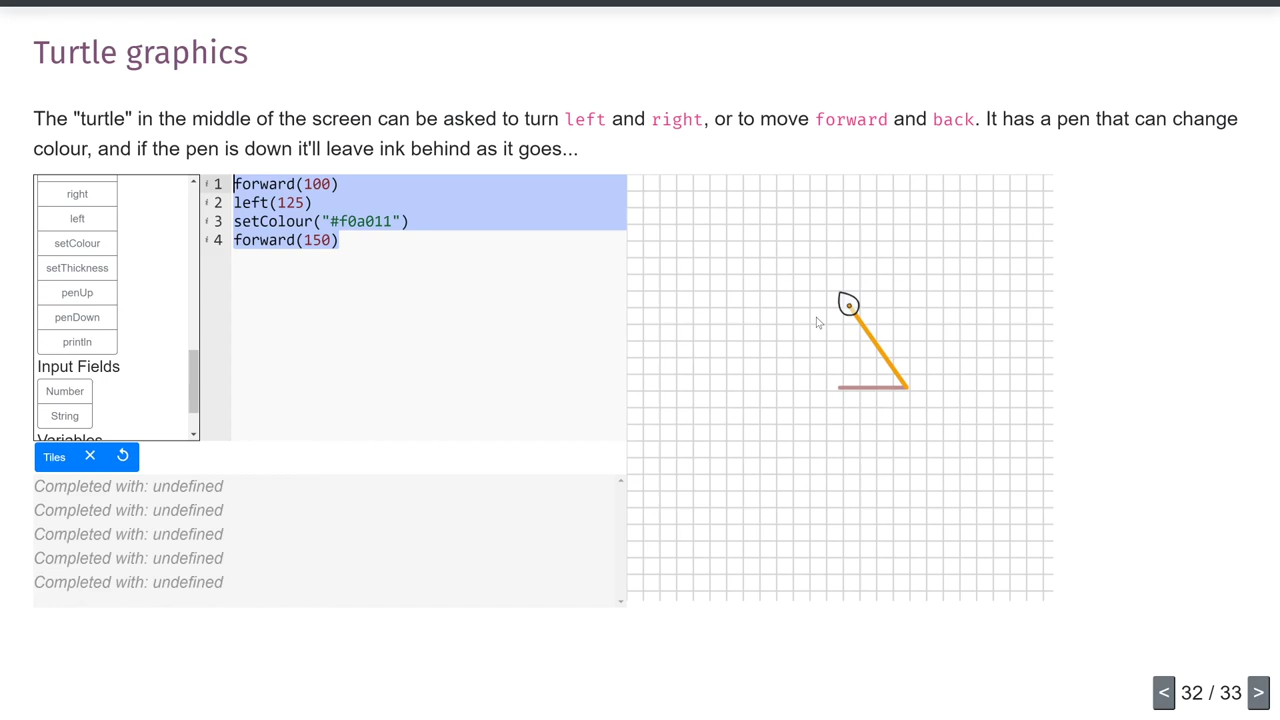 Turtle graphics
The "turtle" in the middle of the screen can be asked to turn left and right, or to move forward and back. It has a pen that can change
colour, and if the pen is down it'll leave ink behind as it goes...
right
left
setColour
setThickness
penUp
penDown
println
Input Fields
Number
String
Variables
i 1 forward(100)
i 2 left(125)
i 3 setColour("#f0a011")
i 4 forward(150)
Tiles
Completed with: undefined
Completed with: undefined
Completed with: undefined
Completed with: undefined
Completed with: undefined
< 32 / 33 >